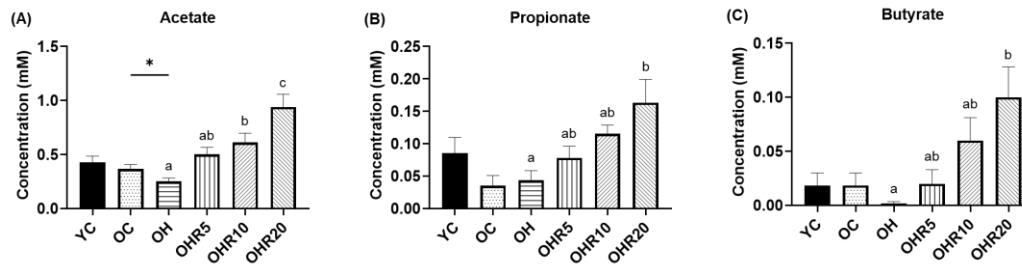 (A) Acetate
Concentration (mM)
1.5
1.0
0.5
0.0
*
a
ab
b
c
YC OC OH OHR5 OHR10 OHR20
(B) Propionate
Concentration (mM)
0.25
0.20
0.15
0.10
0.05
0.00
a
ab
ab
b
YC OC OH OHR5 OHR10 OHR20
(C) Butyrate
Concentration (mM)
0.15
0.10
0.05
0.00
a
ab
ab
b
YC OC OH OHR5 OHR10 OHR20